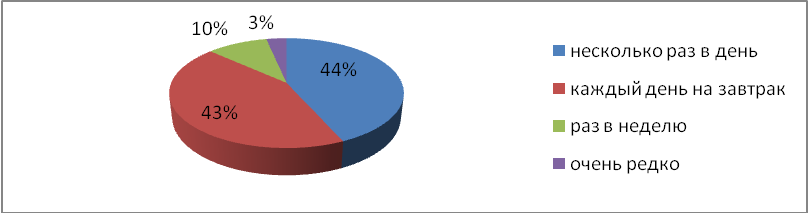 10%
3%
44%
43%
несколько раз в день
каждый день на завтрак
раз в неделю
очень редко